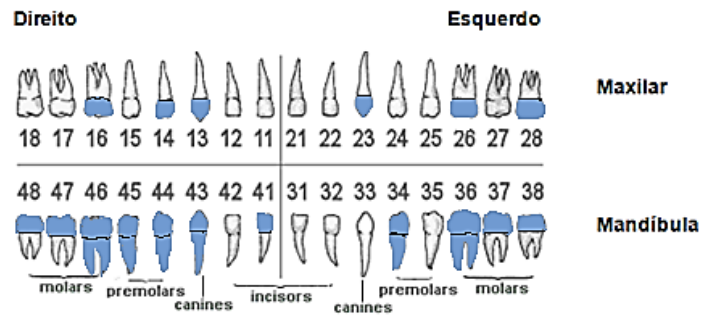 Direito Esquerdo
Maxilar
18 17 16 15 14 13 12 11 21 22 23 24 25 26 27 28
48 47 46 45 44 43 42 41 31 32 33 34 35 36 37 38
Mandíbula
molars premolars canines incisors canines premolars molars